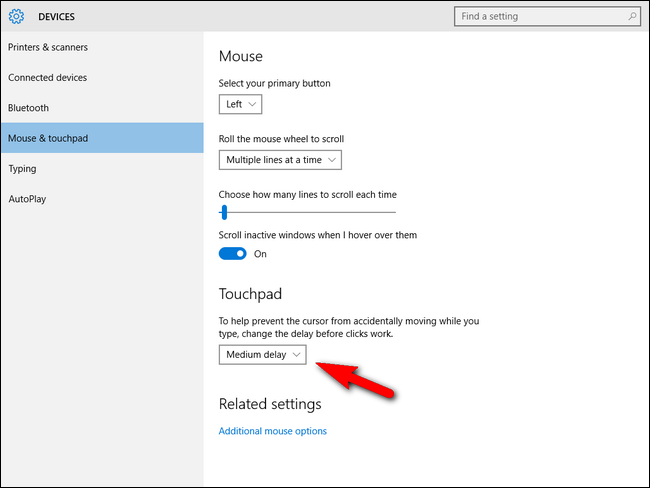 DEVICES
Find a setting
Printers & scanners
Connected devices
Bluetooth
Mouse & touchpad
Typing
AutoPlay
Mouse
Select your primary button
Left
Roll the mouse wheel to scroll
Multiple lines at a time
Choose how many lines to scroll each time
Scroll inactive windows when I hover over them
On
Touchpad
To help prevent the cursor from accidentally moving while you
type, change the delay before clicks work.
Medium delay
Related settings
Additional mouse options